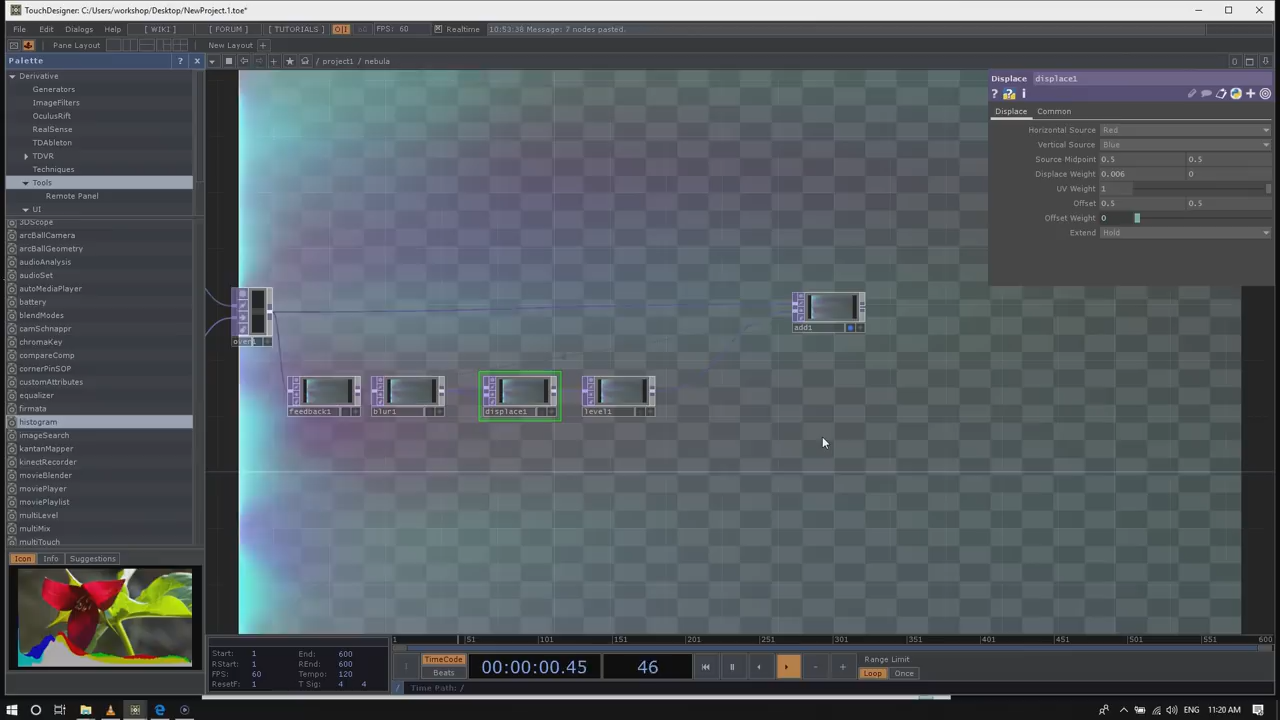 TouchDesigner: C:/Users/workshop/Desktop/NewProject.1.toe*
File Edit Dialogs Help [ WIKI ] [ FORUM ] [ TUTORIALS ] O|I FPS: 60 Realtime 10:53:38 Message: 7 nodes pasted.
Pane Layout New Layout +
Palette ? x / project1 / nebula
Derivative
Generators
ImageFilters
OculusRift
RealSense
TDAbleton
TDVR
Techniques
Tools
Remote Panel
UI
3DScope
arcBallCamera
arcBallGeometry
audioAnalysis
audioSet
autoMediaPlayer
battery
blendModes
camSchnappr
chromaKey
compareComp
cornerPinSOP
customAttributes
equalizer
firmata
histogram
imageSearch
kantanMapper
kinectRecorder
movieBlender
moviePlayer
moviePlaylist
multiLevel
multiMix
multiTouch
Icon Info Suggestions
over1
feedback1
blur1
displace1
level1
add1
Displace displace1
Displace Common
Horizontal Source Red
Vertical Source Blue
Source Midpoint 0.5 0.5
Displace Weight 0.006 0
UV Weight 1
Offset 0.5 0.5
Offset Weight 0
Extend Hold
1 51 101 151 201 251 301 351 401 451 501 551 600
Start: 1 End: 600
RStart: 1 REnd: 600
FPS: 60 Tempo: 120
ResetF: 1 T Sig: 4 4
TimeCode
Beats
00:00:00.45 46
Range Limit
Loop Once
/ Time Path: /
ENG 11:20 AM